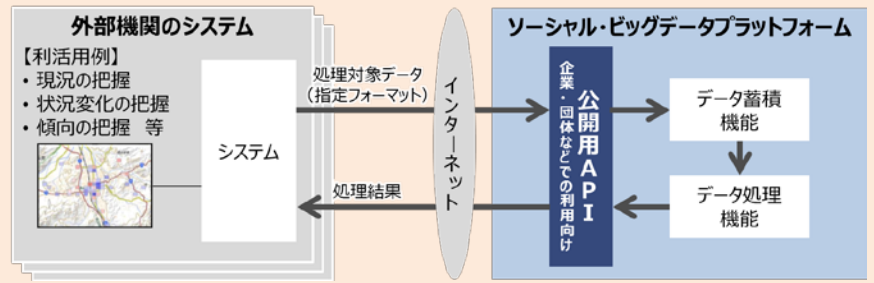 外部機関のシステム
【利活用例】
・ 現況の把握
・ 状況変化の把握
・ 傾向の把握 等
システム
処理対象データ
(指定フォーマット)
処理結果
インターネット
ソーシャル・ビッグデータプラットフォーム
公開用API
企業・団体などでの利用向け
データ蓄積
機能
データ処理
機能